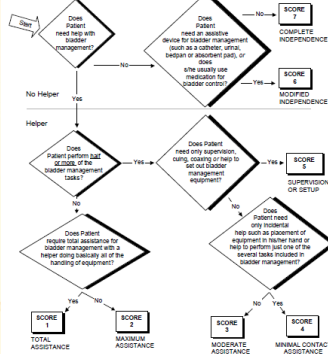 Start
Does
Patient
need help with
bladder
management?
No
Does
Patient
need an assistive
device for bladder management
(such as a catheter, urinal,
bedpan or absorbent pad), or
does
s/he usually use
medication for
bladder control?
No
SCORE
7
COMPLETE
INDEPENDENCE
Yes
SCORE
6
MODIFIED
INDEPENDENCE
No Helper
Yes
Helper
Does
Patient perform half
or more of the
bladder management
tasks?
Yes
Does
Patient
need only supervision,
cuing, coaxing or help to
set out bladder
management
equipment?
Yes
SCORE
5
SUPERVISION
OR SETUP
No
No
Does
Patient
require total assistance for
bladder management with a
helper doing basically all of the
handling of equipment?
Does
Patient need
only incidental
help such as placement of
equipment in his/her hand or
help to perform just one of the
several tasks included in
bladder management?
Yes
No
No
Yes
SCORE
1
TOTAL
ASSISTANCE
SCORE
2
MAXIMUM
ASSISTANCE
SCORE
3
MODERATE
ASSISTANCE
SCORE
4
MINIMAL CONTAC
ASSISTANCE